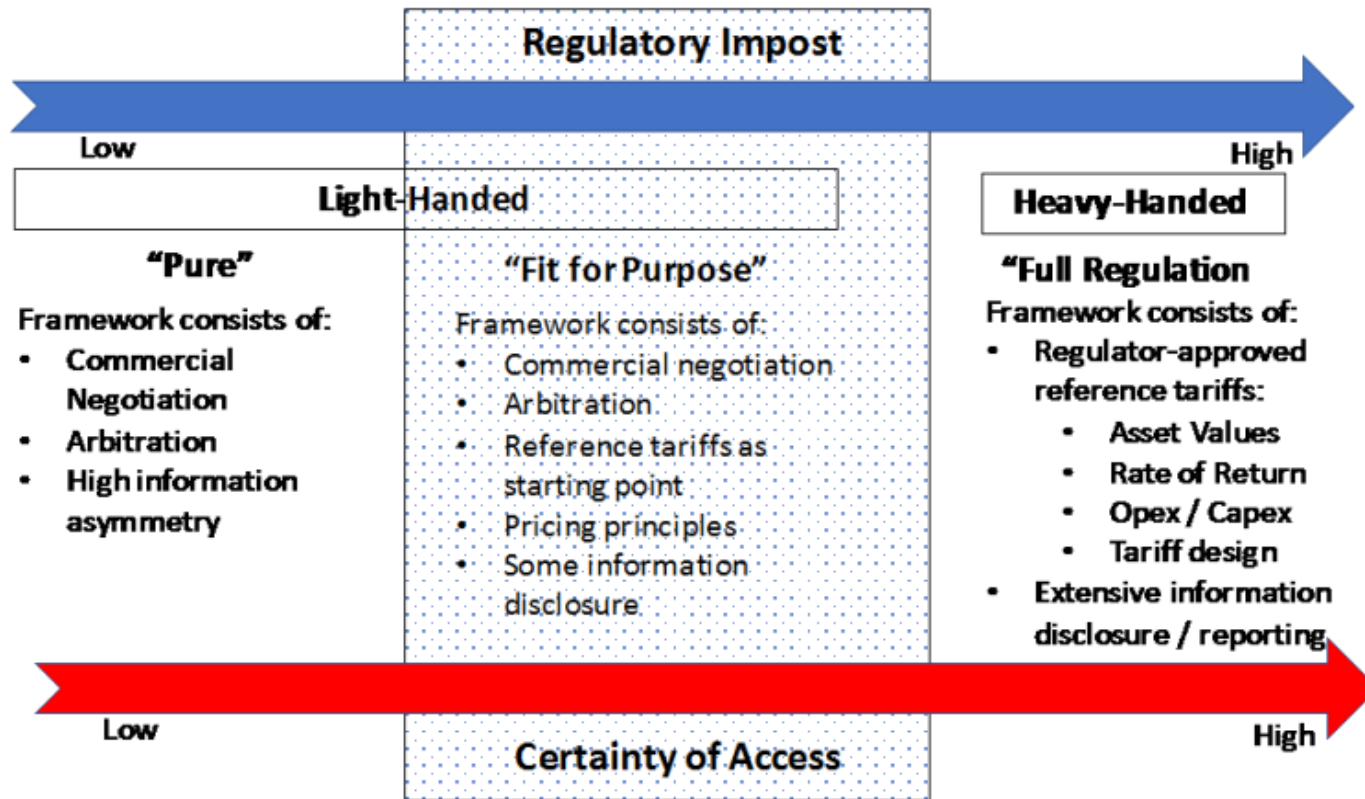 Regulatory Impost
Low
High
Light-Handed
Heavy-Handed
“Pure”
Framework consists of:
• Commercial
Negotiation
• Arbitration
• High information
asymmetry
“Fit for Purpose”
Framework consists of:
• Commercial negotiation
• Arbitration
• Reference tariffs as
starting point
• Pricing principles
• Some information
disclosure
“Full Regulation
Framework consists of:
• Regulator-approved
reference tariffs:
• Asset Values
• Rate of Return
• Opex / Capex
• Tariff design
• Extensive information
disclosure / reporting
Low
High
Certainty of Access